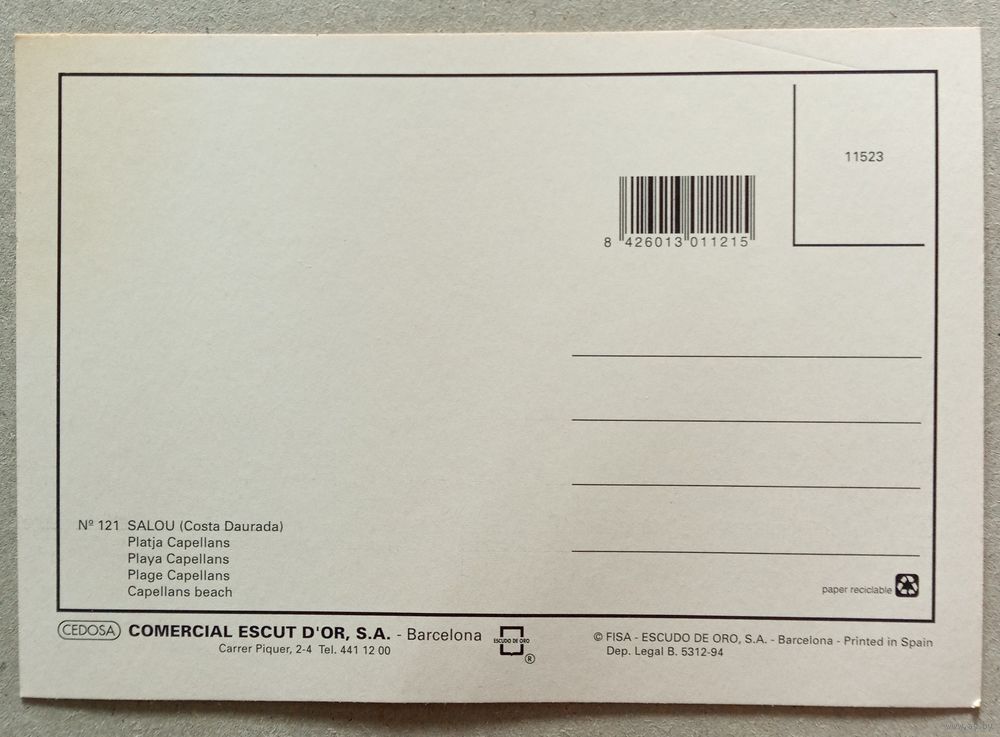 11523
8 426013 011215
Nº 121 SALOU (Costa Daurada)
Platja Capellans
Playa Capellans
Plage Capellans
Capellans beach
paper reciclable
CEDOSA COMERCIAL ESCUT D'OR, S.A. - Barcelona
Carrer Piquer, 2-4 Tel. 441 12 00
ESCUDO DE ORO
®
© FISA - ESCUDO DE ORO, S.A. - Barcelona - Printed in Spain
Dep. Legal B. 5312-94